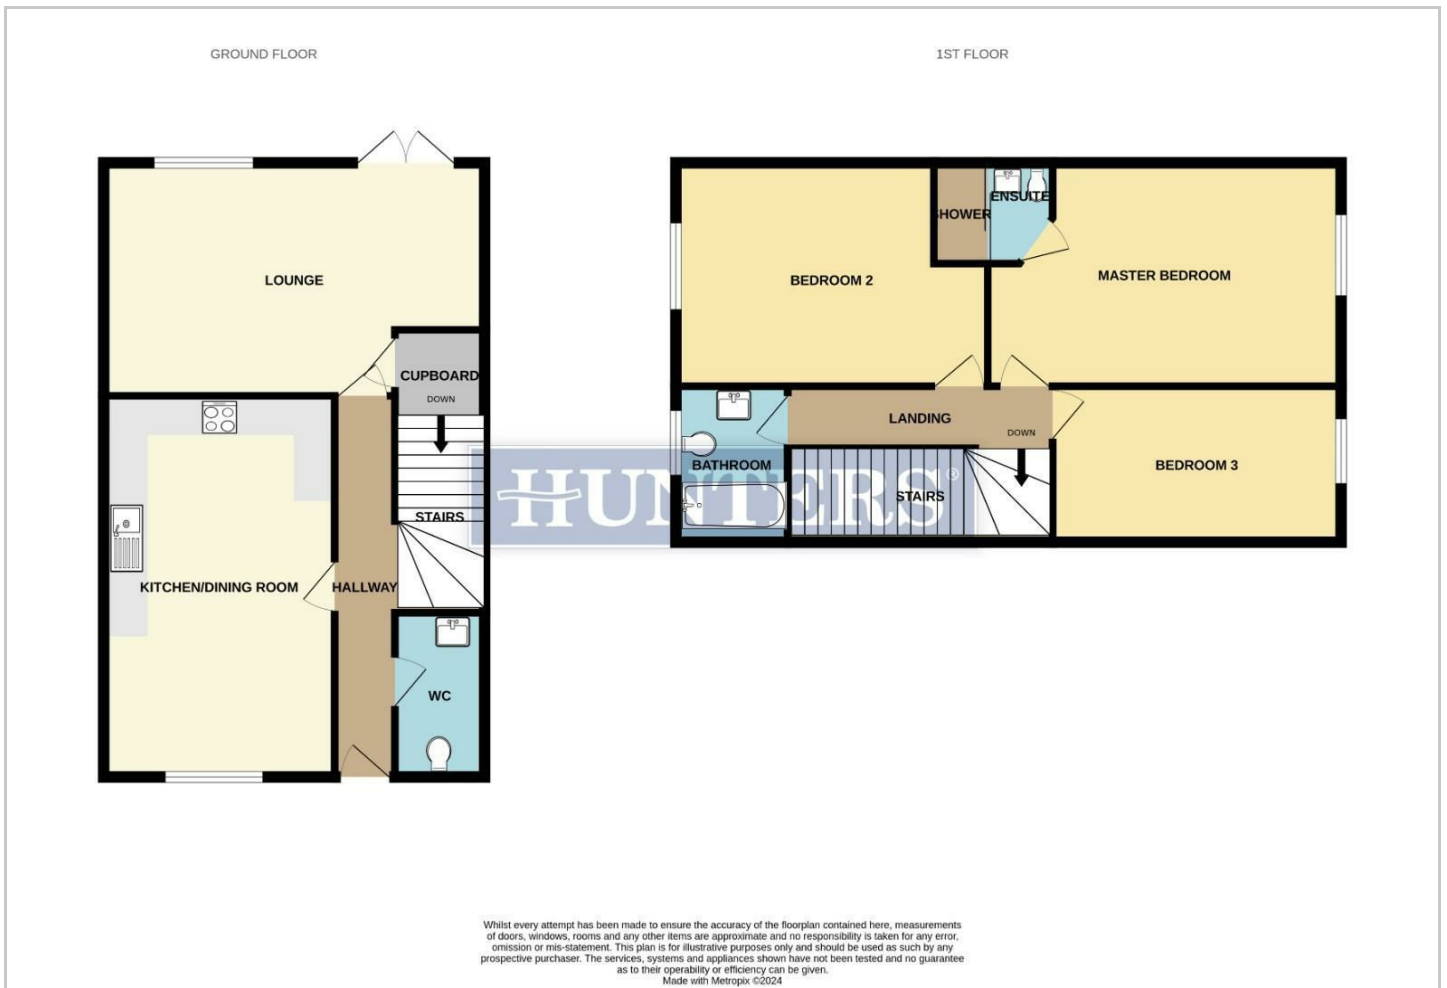 GROUND FLOOR
1ST FLOOR
LOUNGE
CUPBOARD
DOWN
STAIRS
KITCHEN/DINING ROOM
HALLWAY
WC
BEDROOM 2
SHOWER
ENSUITE
MASTER BEDROOM
LANDING
DOWN
BATHROOM
STAIRS
BEDROOM 3
HUNTERS®
Whilst every attempt has been made to ensure the accuracy of the floorplan contained here, measurements
of doors, windows, rooms and any other items are approximate and no responsibility is taken for any error,
omission or mis-statement. This plan is for illustrative purposes only and should be used as such by any
prospective purchaser. The services, systems and appliances shown have not been tested and no guarantee
as to their operability or efficiency can be given.
Made with Metropix ©2024